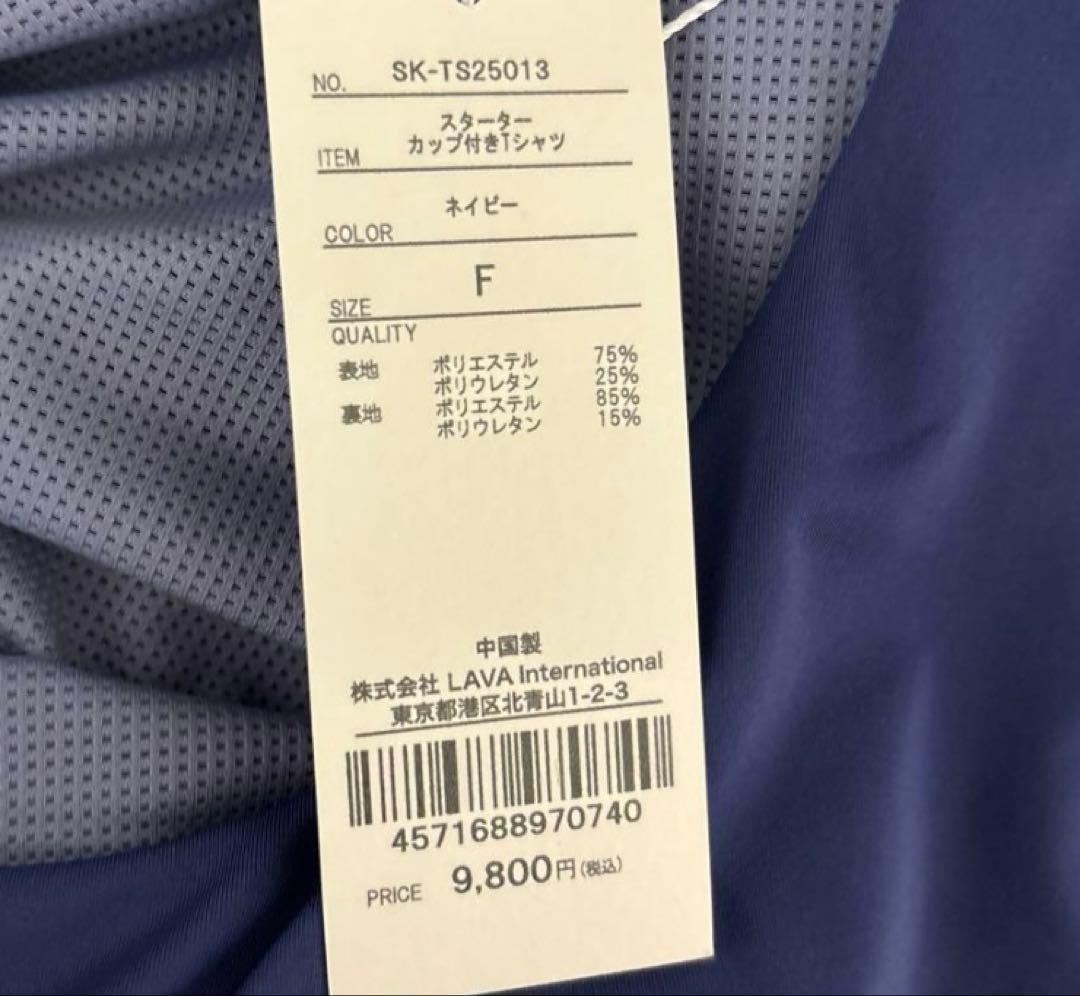 NO. SK-TS25013
スターター
ITEM カップ付きTシャツ
COLOR ネイビー
SIZE F
QUALITY
表地 ポリエステル 75%
ポリウレタン 25%
裏地 ポリエステル 85%
ポリウレタン 15%
中国製
株式会社 LAVA International
東京都港区北青山1-2-3
4571688970740
PRICE 9,800円(税込)